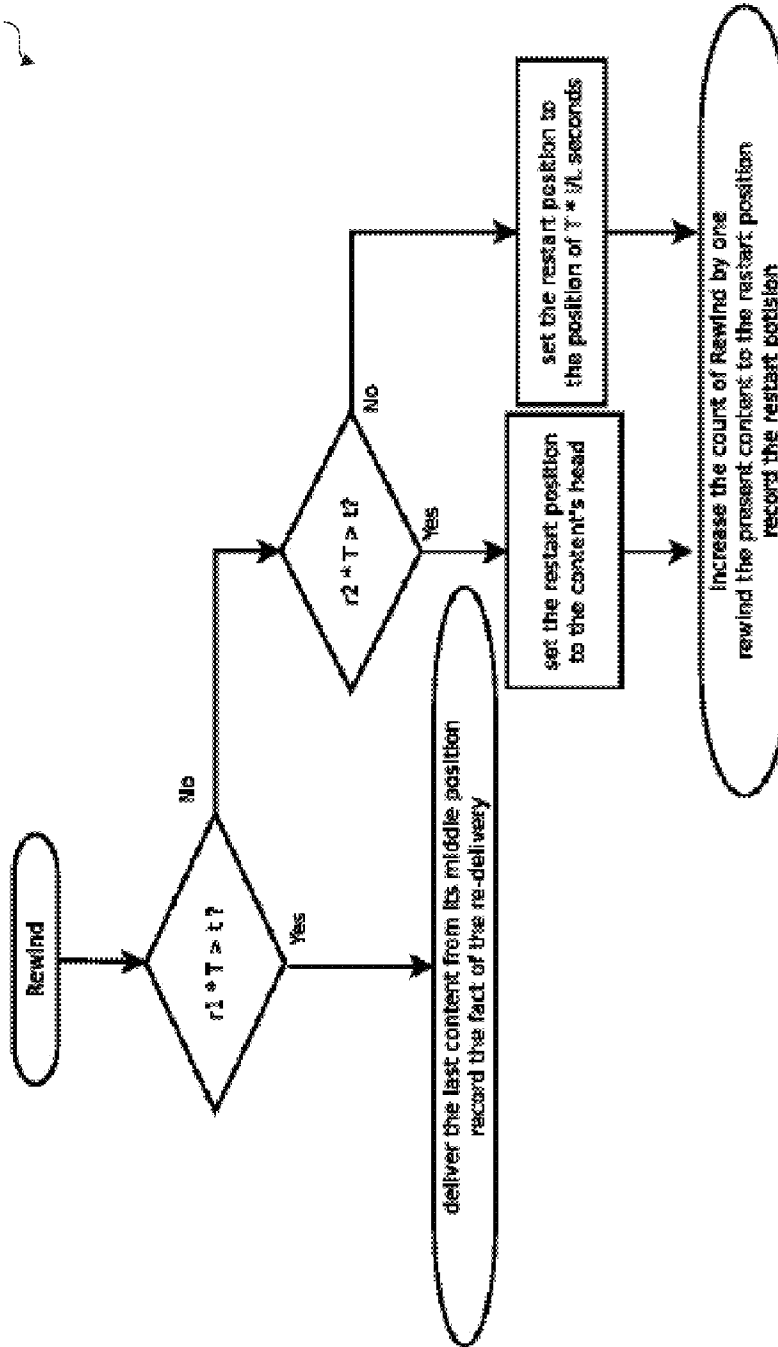 Rewind
r1 * T > t?
No
Yes
r2 * T > t?
No
Yes
deliver the last content from its middle position
record the fact of the re-delivery
set the restart position
to the content's head
set the restart position to
the position of T * l/L seconds
Increase the count of Rewind by one
rewind the present content to the restart position
record the restart potision